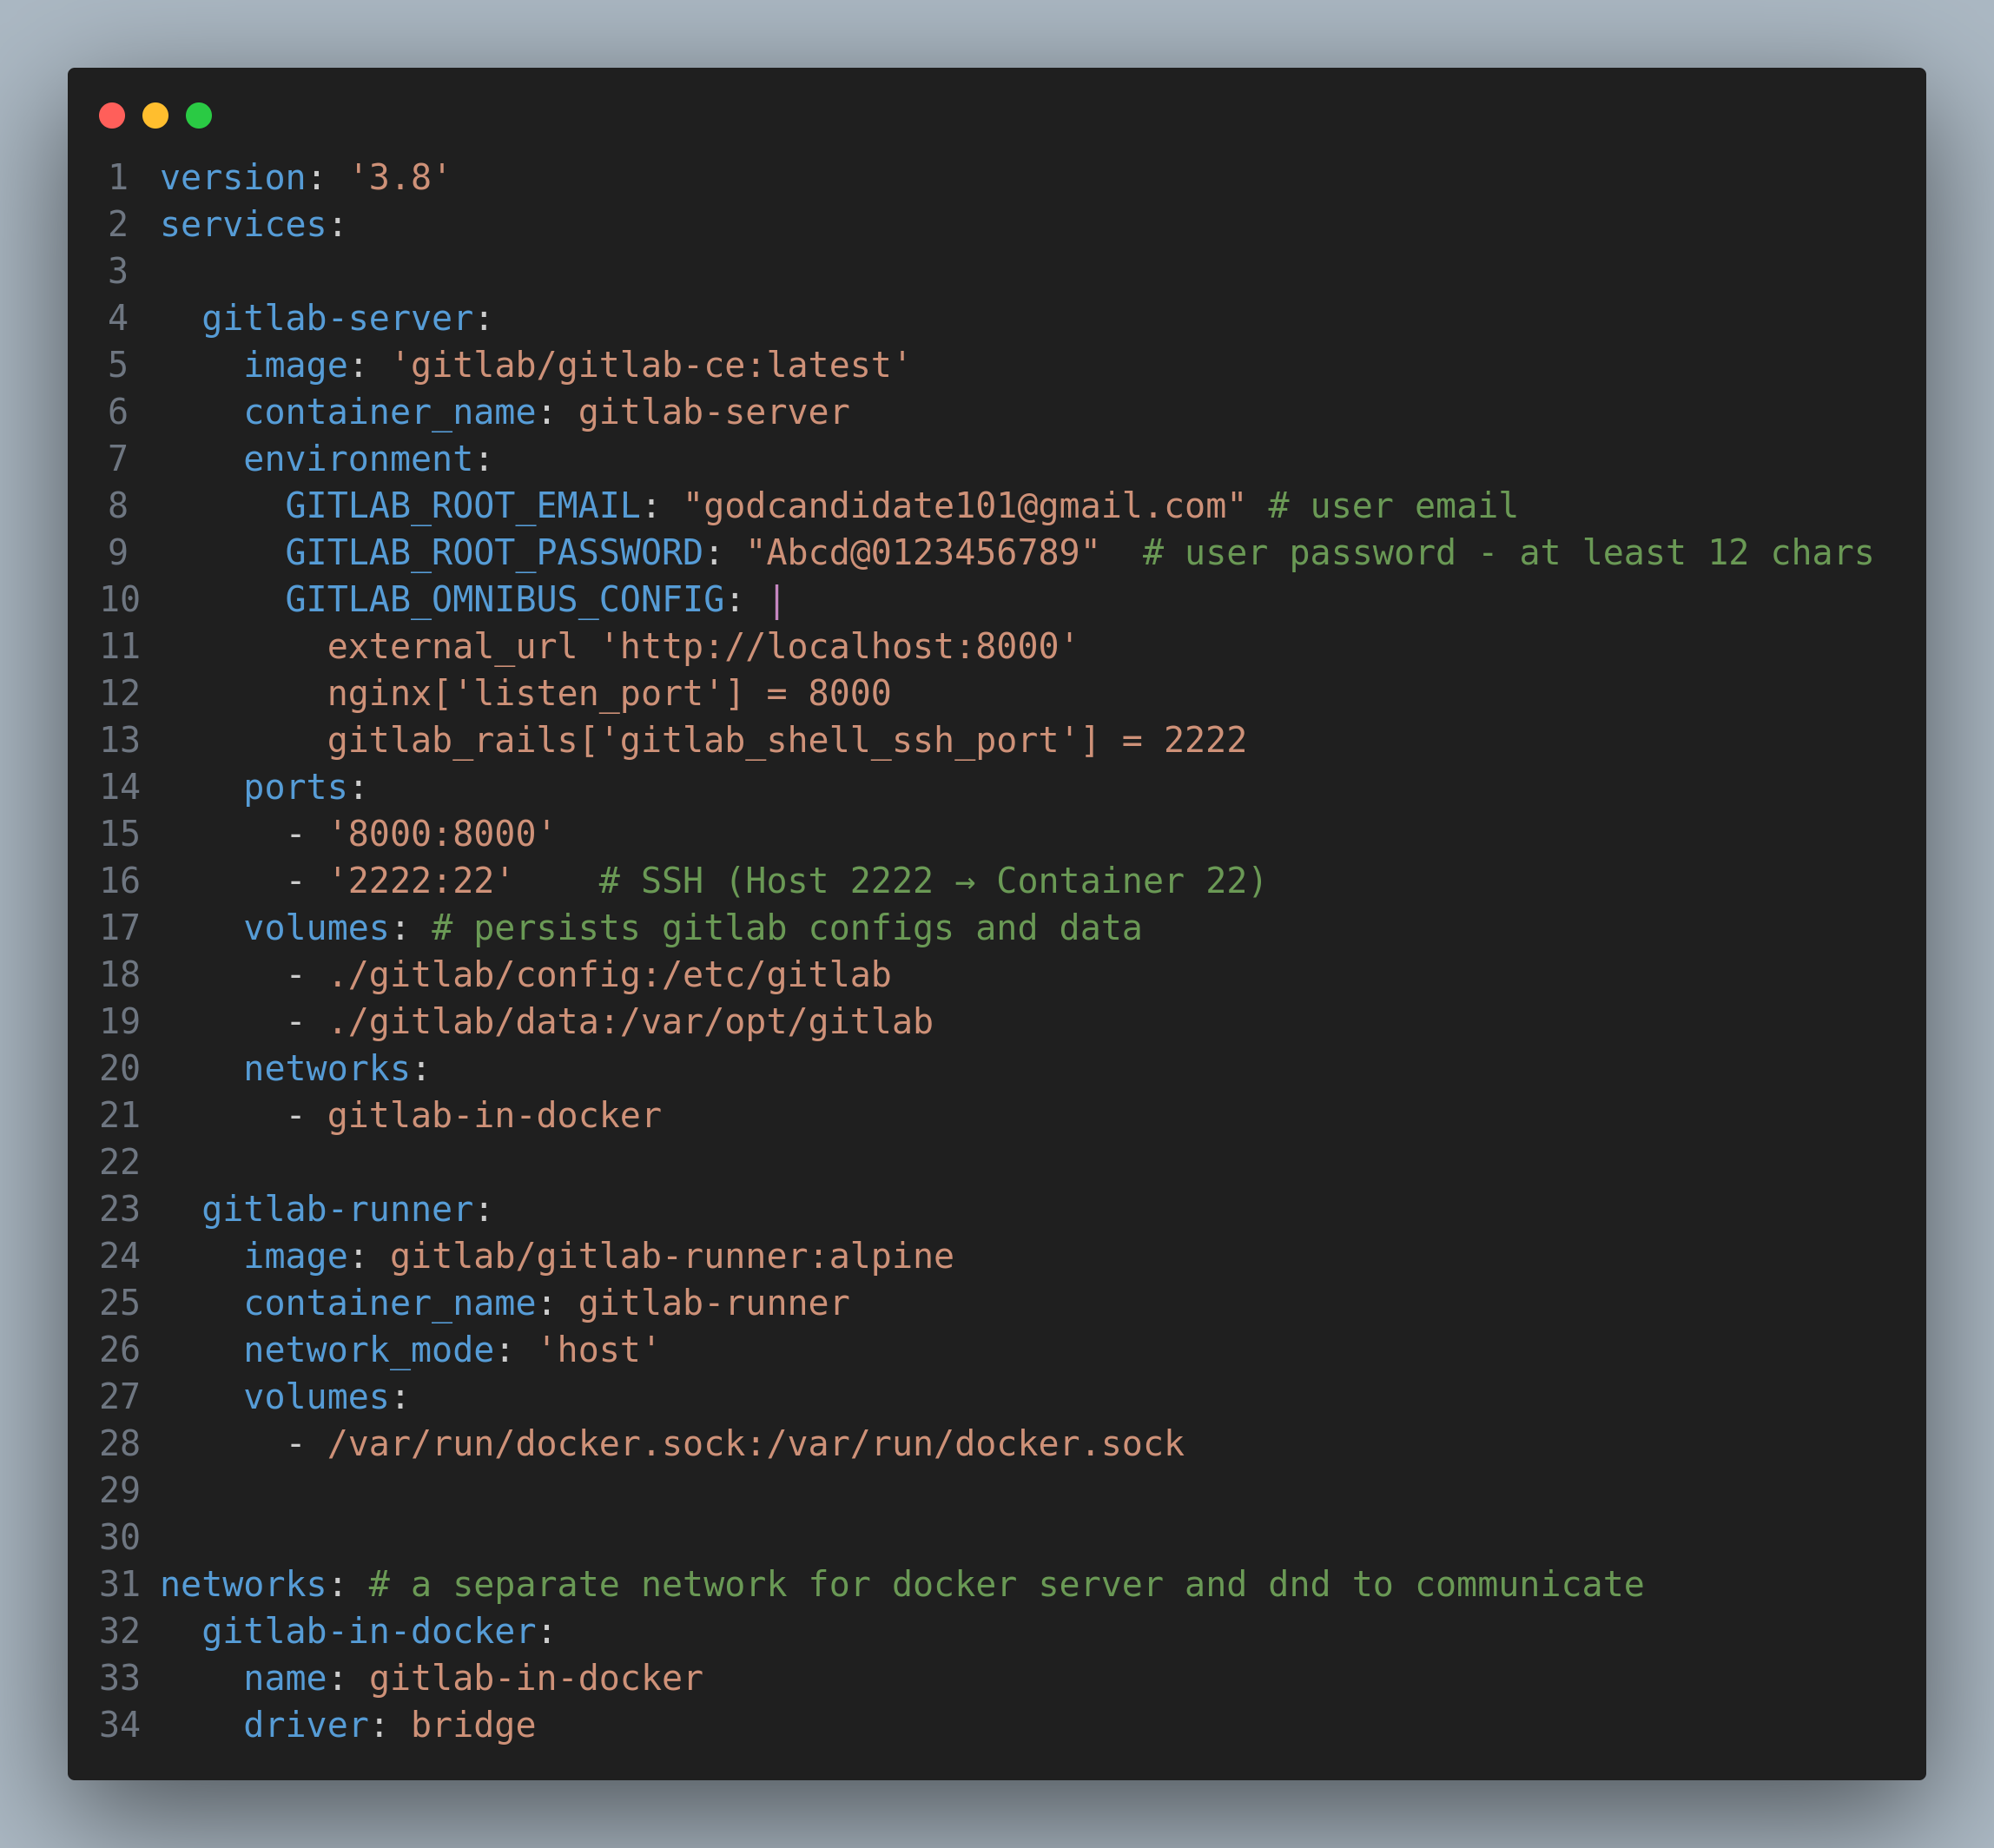 1 version: '3.8'
2 services:
3
4   gitlab-server:
5     image: 'gitlab/gitlab-ce:latest'
6     container_name: gitlab-server
7     environment:
8       GITLAB_ROOT_EMAIL: "godcandidate101@gmail.com" # user email
9       GITLAB_ROOT_PASSWORD: "Abcd@0123456789"  # user password - at least 12 chars
10       GITLAB_OMNIBUS_CONFIG: |
11         external_url 'http://localhost:8000'
12         nginx['listen_port'] = 8000
13         gitlab_rails['gitlab_shell_ssh_port'] = 2222
14     ports:
15       - '8000:8000'
16       - '2222:22'    # SSH (Host 2222 → Container 22)
17     volumes: # persists gitlab configs and data
18       - ./gitlab/config:/etc/gitlab
19       - ./gitlab/data:/var/opt/gitlab
20     networks:
21       - gitlab-in-docker
22
23   gitlab-runner:
24     image: gitlab/gitlab-runner:alpine
25     container_name: gitlab-runner
26     network_mode: 'host'
27     volumes:
28       - /var/run/docker.sock:/var/run/docker.sock
29
30
31 networks: # a separate network for docker server and dnd to communicate
32   gitlab-in-docker:
33     name: gitlab-in-docker
34     driver: bridge